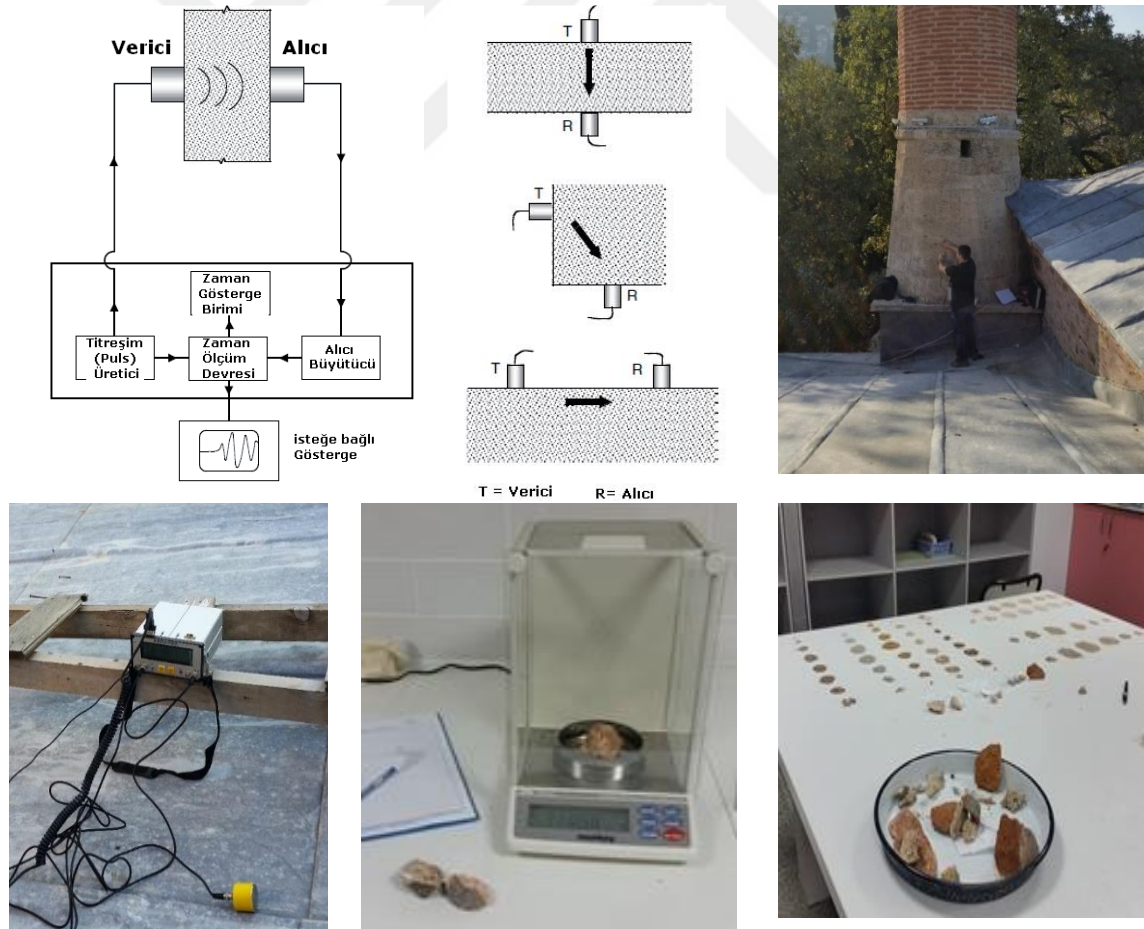 Verici
Alıcı
Zaman
Gösterge
Birimi
Titreşim
(Puls)
Üretici
Zaman
Ölçüm
Devresi
Alıcı
Büyütücü
isteğe bağlı
Gösterge
T
R
T
R
T
R
T = Verici R= Alıcı